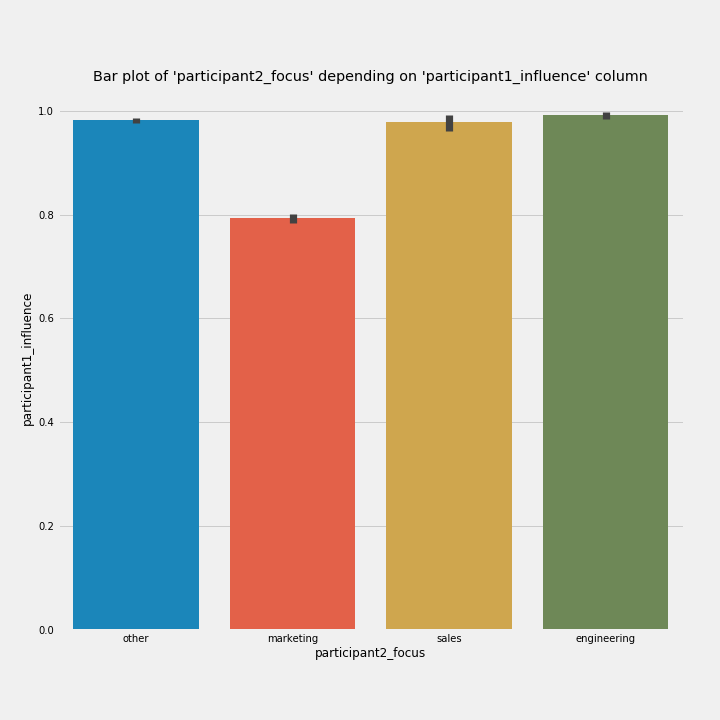 Bar plot of 'participant2_focus' depending on 'participant1_influence' column
1.0
0.8
0.6
0.4
0.2
0.0
participant1_influence
other marketing sales engineering
participant2_focus